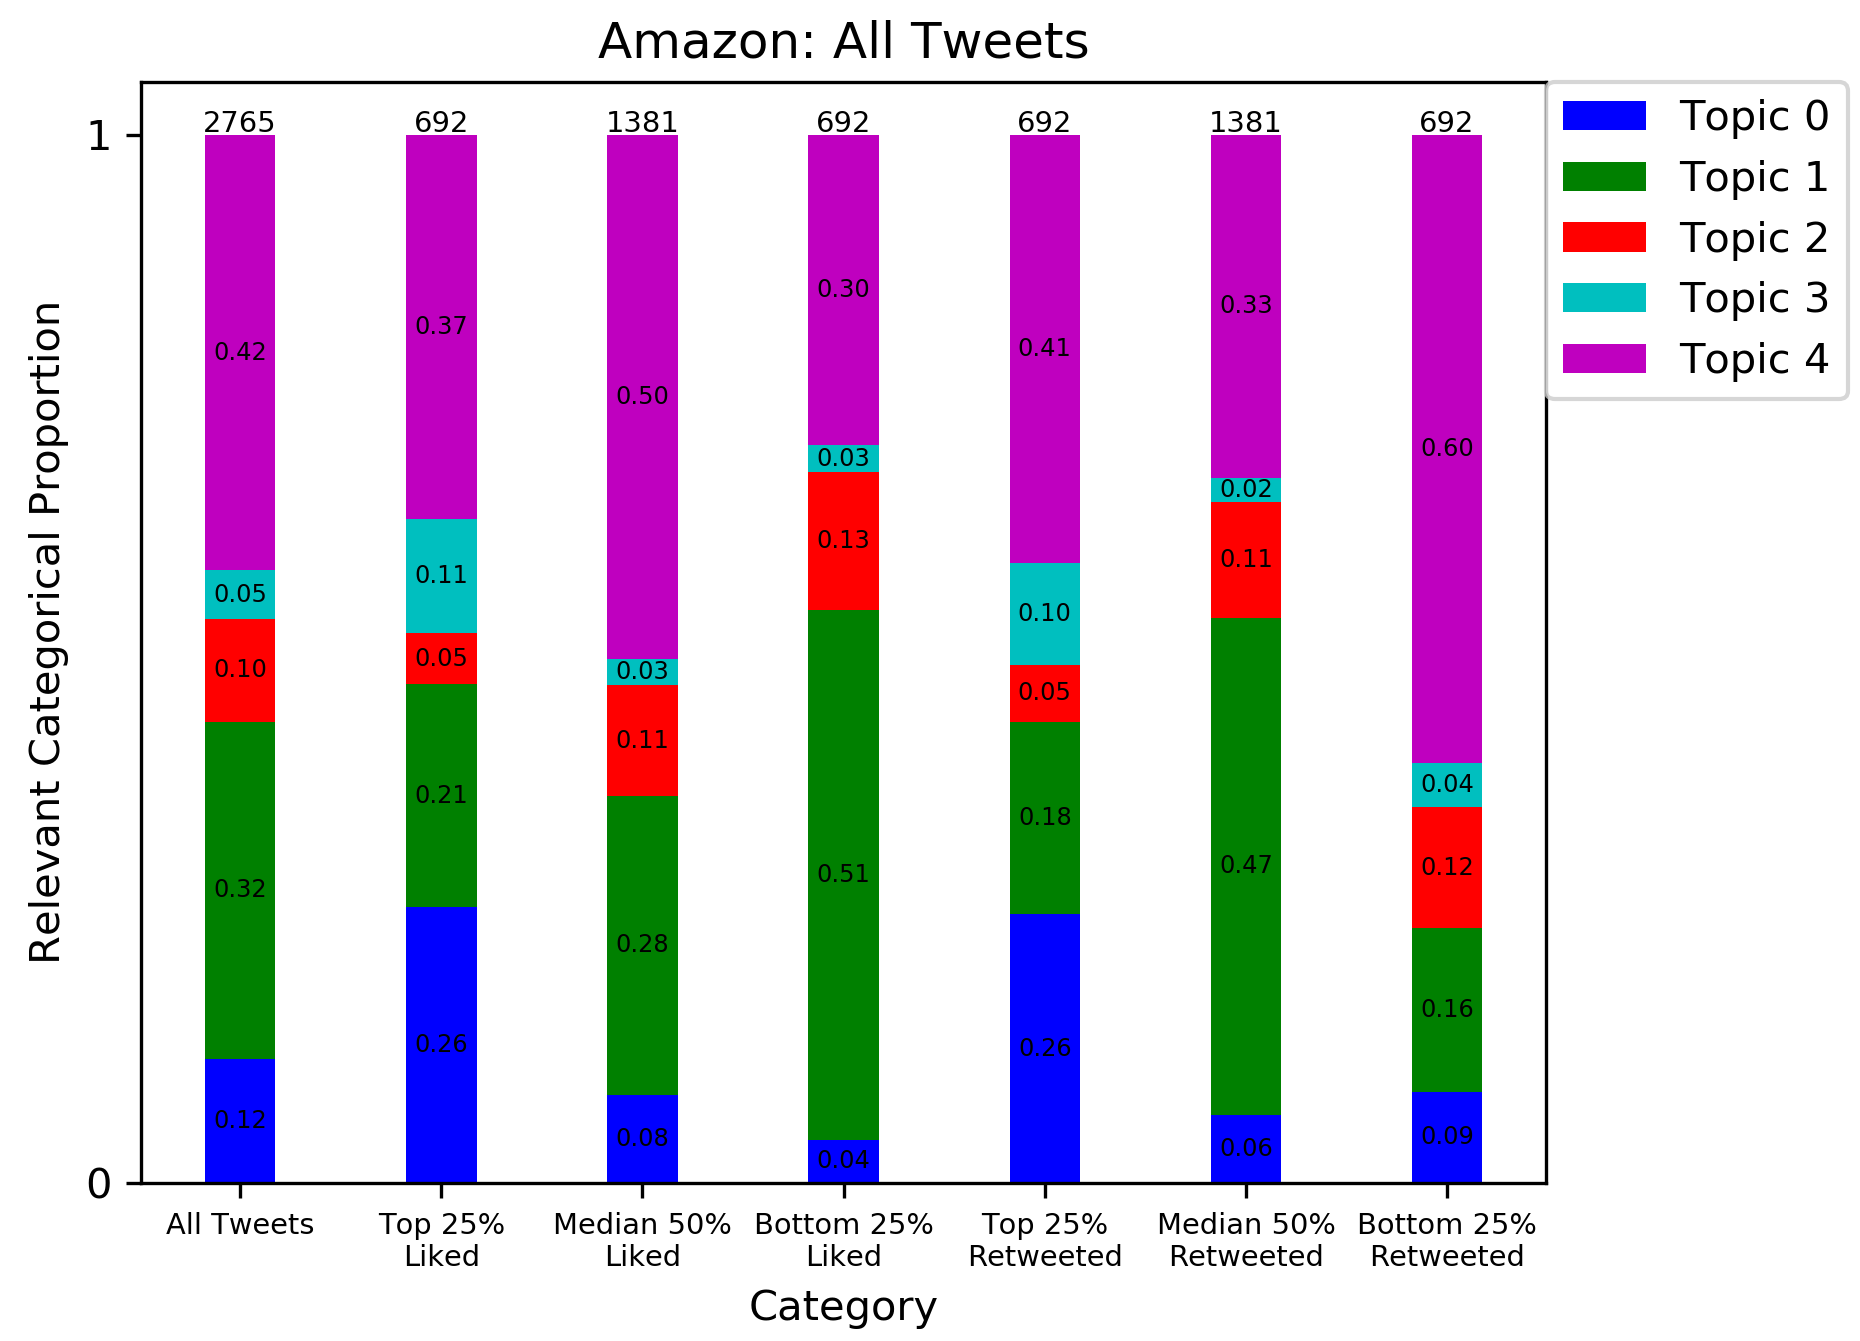 Amazon: All Tweets
Relevant Categorical Proportion
1
0
2765 692 1381 692 692 1381 692
0.42
0.05
0.10
0.32
0.12
0.37
0.11
0.05
0.21
0.26
0.50
0.03
0.11
0.28
0.08
0.30
0.03
0.13
0.51
0.04
0.41
0.10
0.05
0.18
0.26
0.33
0.02
0.11
0.47
0.06
0.60
0.04
0.12
0.16
0.09
All Tweets
Top 25%
Liked
Median 50%
Liked
Bottom 25%
Liked
Top 25%
Retweeted
Median 50%
Retweeted
Bottom 25%
Retweeted
Category
Topic 0
Topic 1
Topic 2
Topic 3
Topic 4